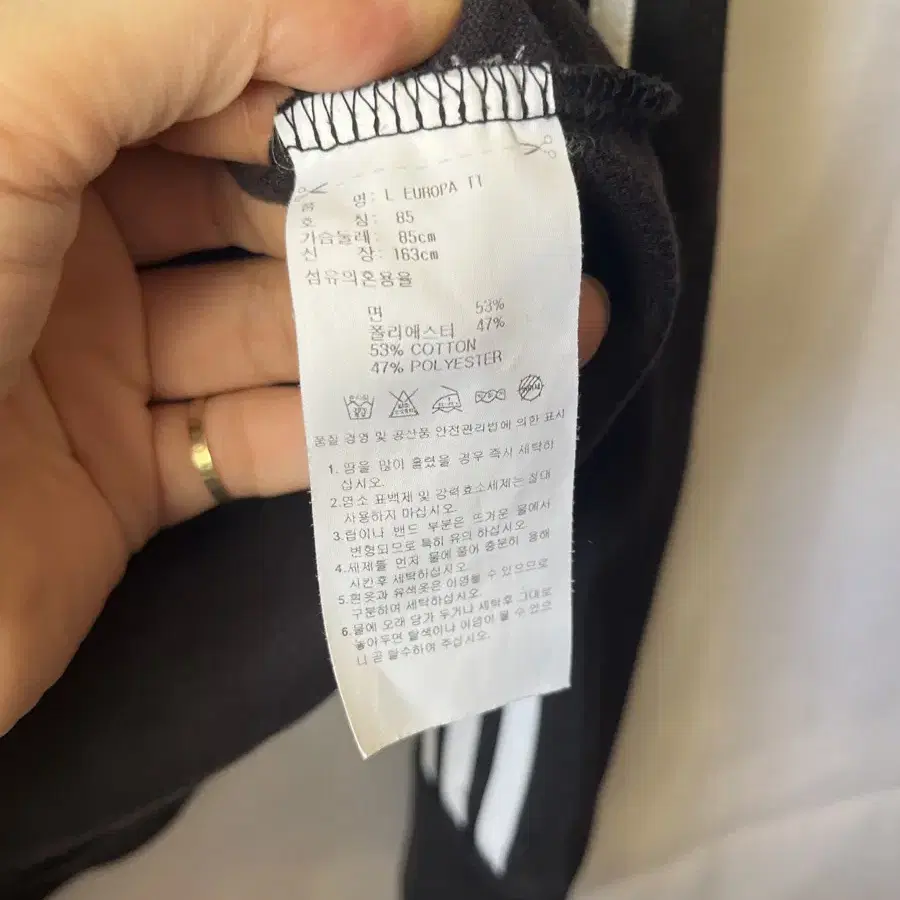 품 명: L EUROPA TT
호 칭: 85
가슴둘레: 85cm
신 장: 163cm
섬유의혼용율
면 53%
폴리에스터 47%
53% COTTON
47% POLYESTER
품질 경영 및 공산품 안전관리법에 의한 표시
1. 땀을 많이 흘렸을 경우 즉시 세탁하
십시오.
2.염소 표백제 및 강력효소세제는 절대
사용하지 마십시오.
3.립이나 밴드 부분은 뜨거운 물에서
변형되므로 특히 유의 하십시오.
4.세제를 먼저 물에 풀어 충분히 용해
시킨후 세탁하십시오.
5.흰옷과 유색옷은 이염될 수 있으므로
구분하여 세탁하십시오.
6.물에 오래 담가 두거나 세탁후 그대로
놓아두면 탈색이나 이염이 될 수 있으
니 곧 탈수하여 주십시오.